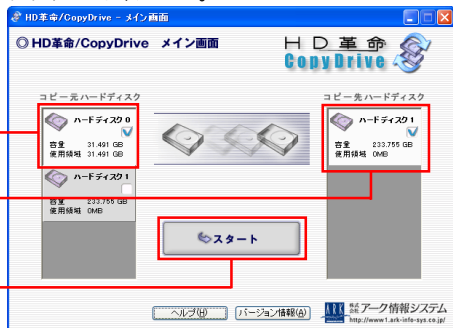 HD革命/CopyDrive - メイン画面
◎HD革命/CopyDrive メイン画面
HD革命
CopyDrive
コピー元ハードディスク
コピー先ハードディスク
ハードディスク 0
容量 31.491 GB
使用領域 31.491 GB
ハードディスク 1
容量 233.755 GB
使用領域 0MB
ハードディスク 1
容量 233.755 GB
使用領域 0MB
スタート
ヘルプ(H)
バージョン情報(A)
ARK 株式会社 アーク情報システム
http://www1.ark-info-sys.co.jp/